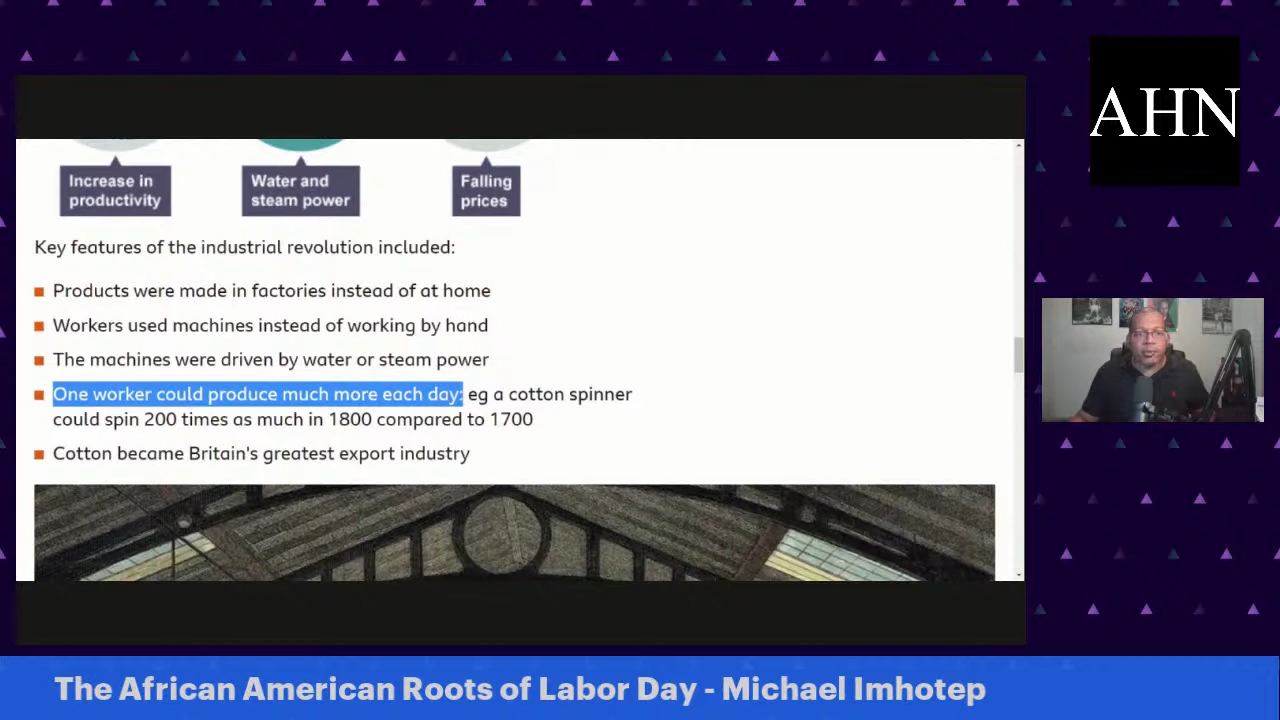 AHN
Increase in
productivity
Water and
steam power
Falling
prices
Key features of the industrial revolution included:
Products were made in factories instead of at home
Workers used machines instead of working by hand
The machines were driven by water or steam power
One worker could produce much more each day: eg a cotton spinner
could spin 200 times as much in 1800 compared to 1700
Cotton became Britain's greatest export industry
The African American Roots of Labor Day - Michael Imhotep